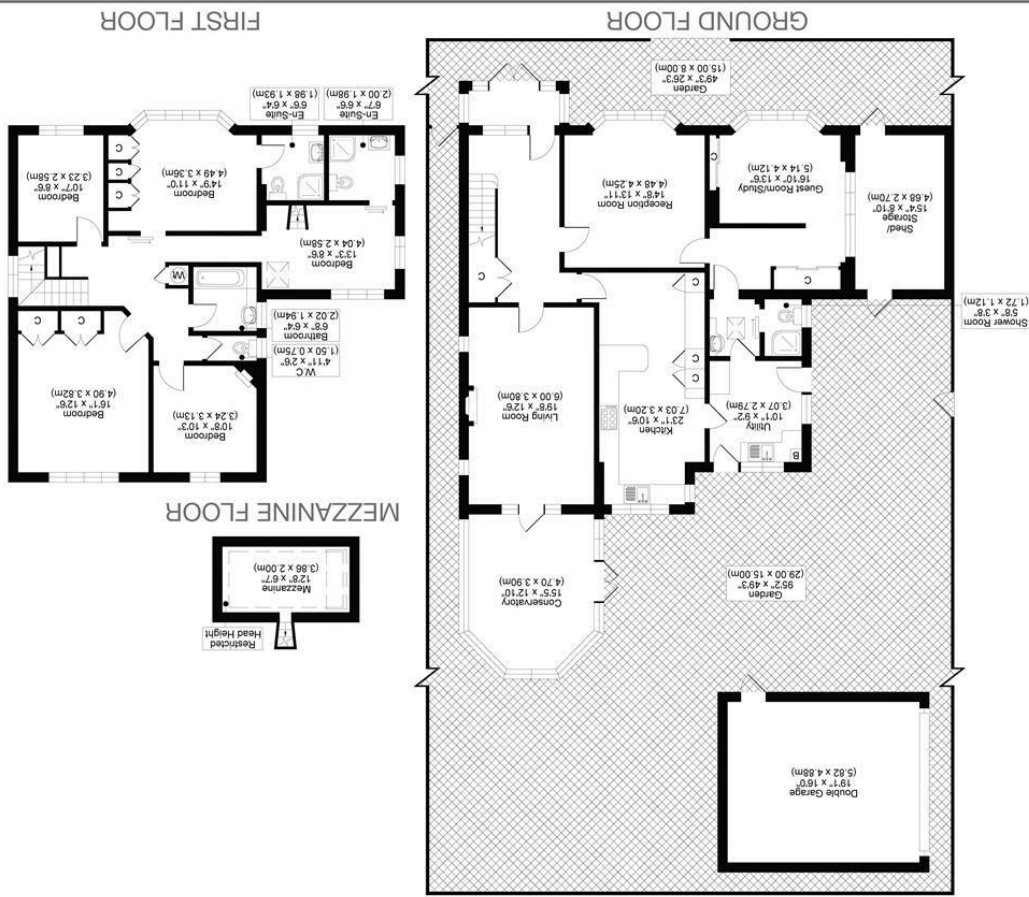 Double Garage
19'1" x 16'0
(5.82 x 4.88m)
Garden
95'2" x 49'3
(29.00 x 15.00m)
Conservatory
15'5" x 12'10
(4.70 x 3.90m)
Utility
10'1" x 9'2"
(3.07 x 2.79m)
B
Kitchen
23'1" x 10'6
(7.03 x 3.20m)
C
C
Living Room
19'8" x 12'6
(6.00 x 3.80m)
Shower Room
5'8" x 3'8
(1.72 x 1.12m)
C
C
C
Shed/
Storage
15'4" x 8'10
(4.68 x 2.70m)
Guest Room/Study
16'10" x 13'6
(5.14 x 4.12m)
C
Reception Room
14'8" x 13'11
(4.48 x 4.25m)
Garden
49'3" x 26'3"
(15.00 x 8.00m)
GROUND FLOOR
Restricted
Head Height
Mezzanine
12'8" x 6'7"
(3.86 x 2.00m)
MEZZANINE FLOOR
Bedroom
10'8" x 10'3
(3.24 x 3.13m)
Bedroom
16'1" x 12'6"
(4.90 x 3.82m)
C
C
W.C
4'11" x 2'6
(1.50 x 0.75m)
Bathroom
6'8" x 6'4
(2.02 x 1.94m)
Wt
Bedroom
13'3" x 8'6"
(4.04 x 2.58m)
Bedroom
14'9" x 11'0
(4.49 x 3.36m)
C
C
C
Bedroom
10'7" x 8'6"
(3.23 x 2.58m)
En-Suite
6'7" x 6'6
(2.00 x 1.98m)
En-Suite
6'6" x 6'4
(1.98 x 1.93m)
FIRST FLOOR